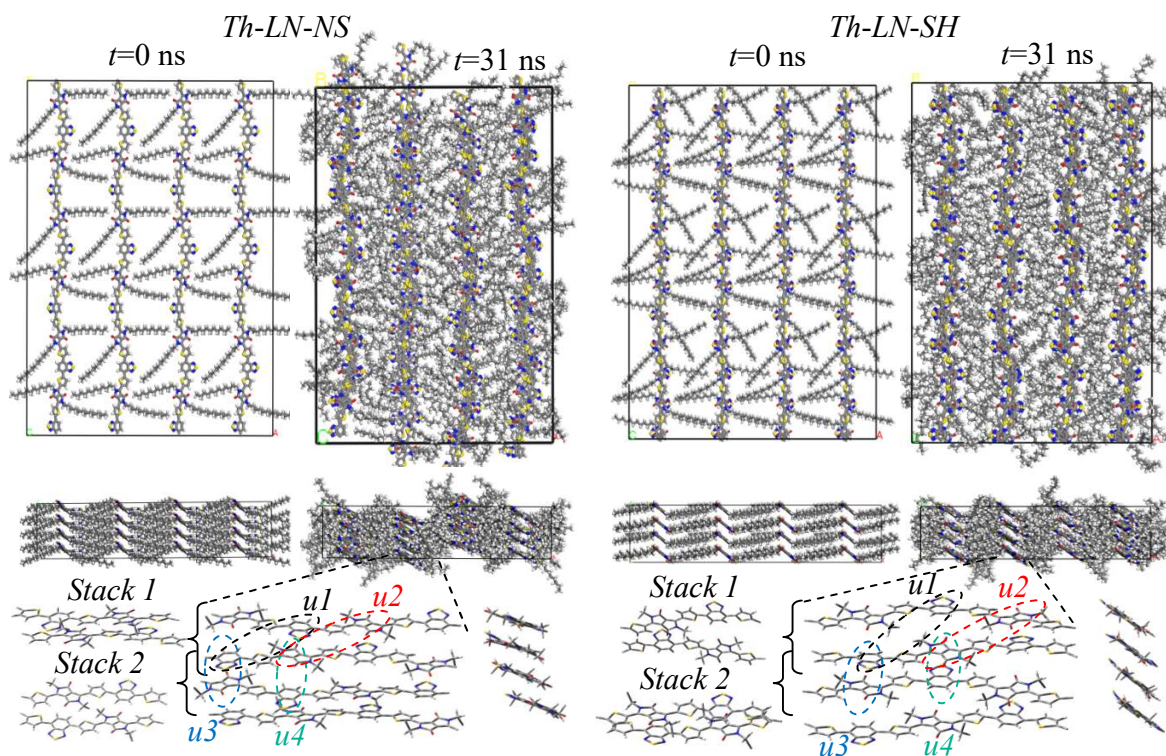 Th-LN-NS
Th-LN-SH
t=0 ns
t=31 ns
t=0 ns
t=31 ns
B
C
A
C
A
Stack 1
u1
u2
Stack 2
u3
u4
Stack 1
u1
u2
Stack 2
u3
u4